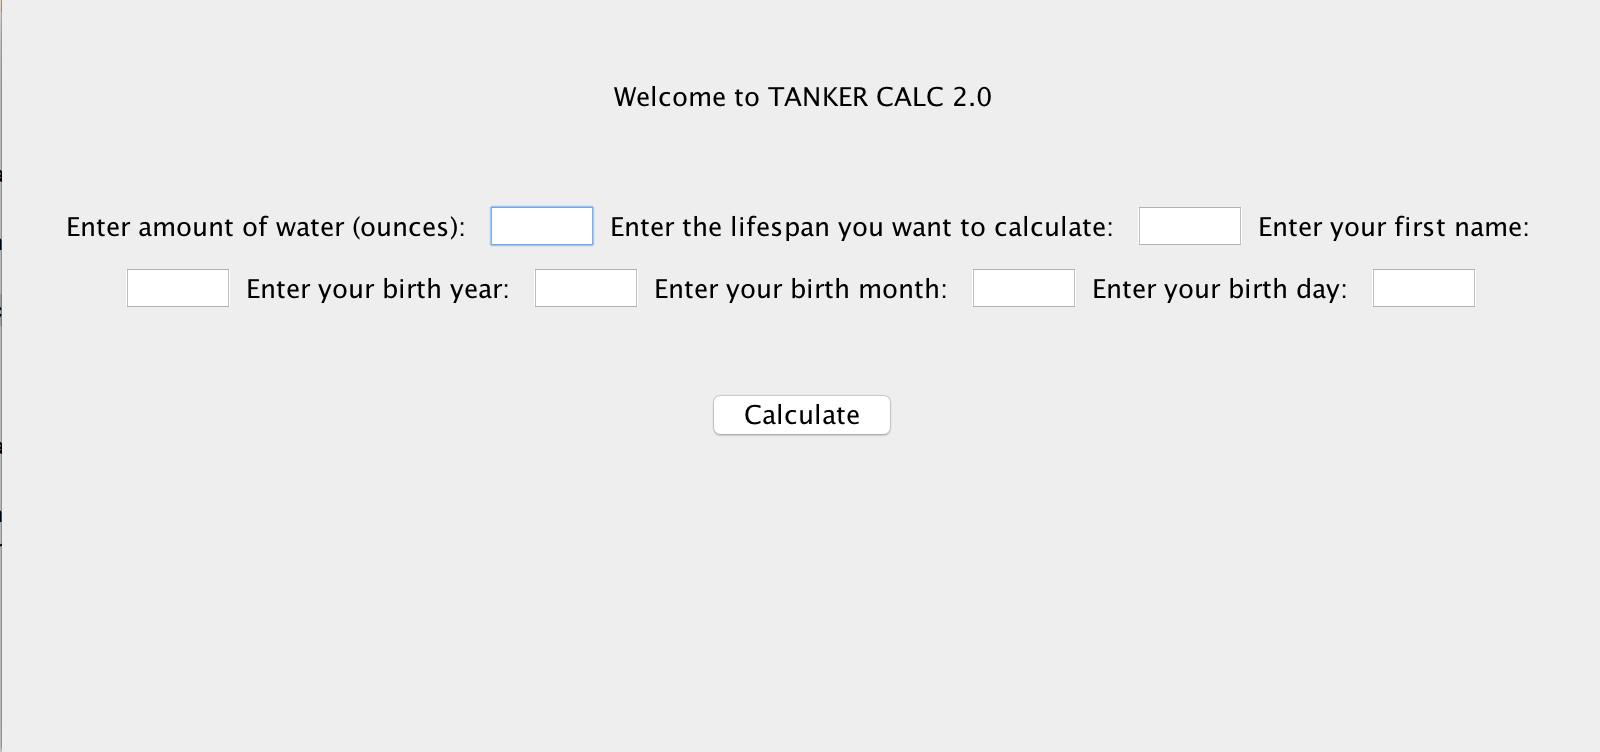 Welcome to TANKER CALC 2.0
Enter amount of water (ounces): Enter the lifespan you want to calculate: Enter your first name:
Enter your birth year: Enter your birth month: Enter your birth day:
Calculate